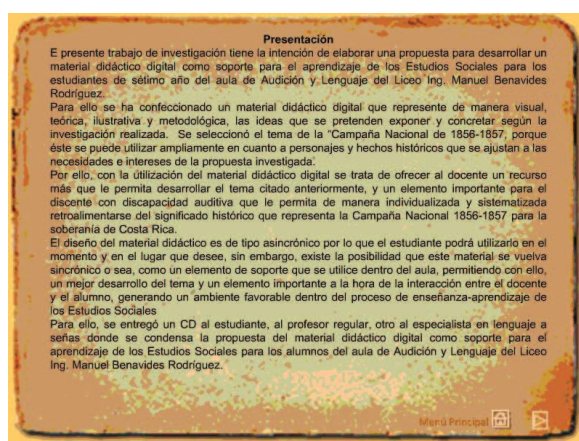 Presentación
E presente trabajo de investigación tiene la intención de elaborar una propuesta para desarrollar un
material didáctico digital como soporte para el aprendizaje de los Estudios Sociales para los
estudiantes de sétimo año del aula de Audición y Lenguaje del Liceo Ing. Manuel Benavides
Rodríguez.
Para ello se ha confeccionado un material didáctico digital que represente de manera visual,
teórica, ilustrativa y metodológica, las ideas que se pretenden exponer y concretar según la
investigación realizada. Se seleccionó el tema de la "Campaña Nacional de 1856-1857, porque
éste se puede utilizar ampliamente en cuanto a personajes y hechos históricos que se ajustan a las
necesidades e intereses de la propuesta investigada.
Por ello, con la utilización del material didáctico digital se trata de ofrecer al docente un recurso
más que le permita desarrollar el tema citado anteriormente, y un elemento importante para el
discente con discapacidad auditiva que le permita de manera individualizada y sistematizada
retroalimentarse del significado histórico que representa la Campaña Nacional 1856-1857 para la
soberanía de Costa Rica.
El diseño del material didáctico es de tipo asincrónico por lo que el estudiante podrá utilizarlo en el
momento y en el lugar que desee, sin embargo, existe la posibilidad que este material se vuelva
sincrónico o sea, como un elemento de soporte que se utilice dentro del aula, permitiendo con ello,
un mejor desarrollo del tema y un elemento importante a la hora de la interacción entre el docente
y el alumno, generando un ambiente favorable dentro del proceso de enseñanza-aprendizaje de
los Estudios Sociales
Para ello, se entregó un CD al estudiante, al profesor regular, otro al especialista en lenguaje a
señas donde se condensa la propuesta del material didáctico digital como soporte para el
aprendizaje de los Estudios Sociales para los alumnos del aula de Audición y Lenguaje del Liceo
Ing. Manuel Benavides Rodríguez.
Menú Principal